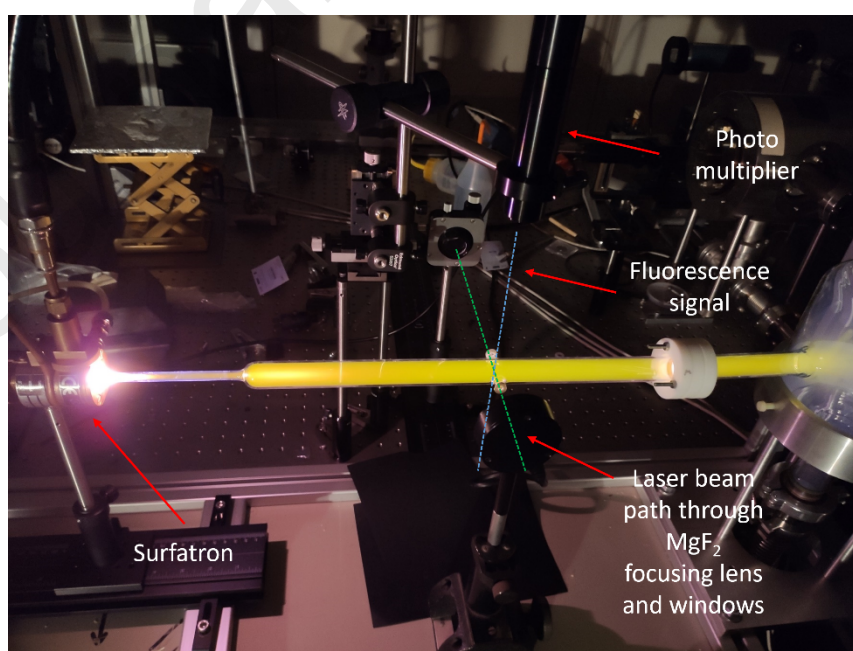 Photo
multiplier
Fluorescence
signal
Laser beam
path through
MgF₂
focusing lens
and windows
Surfatron